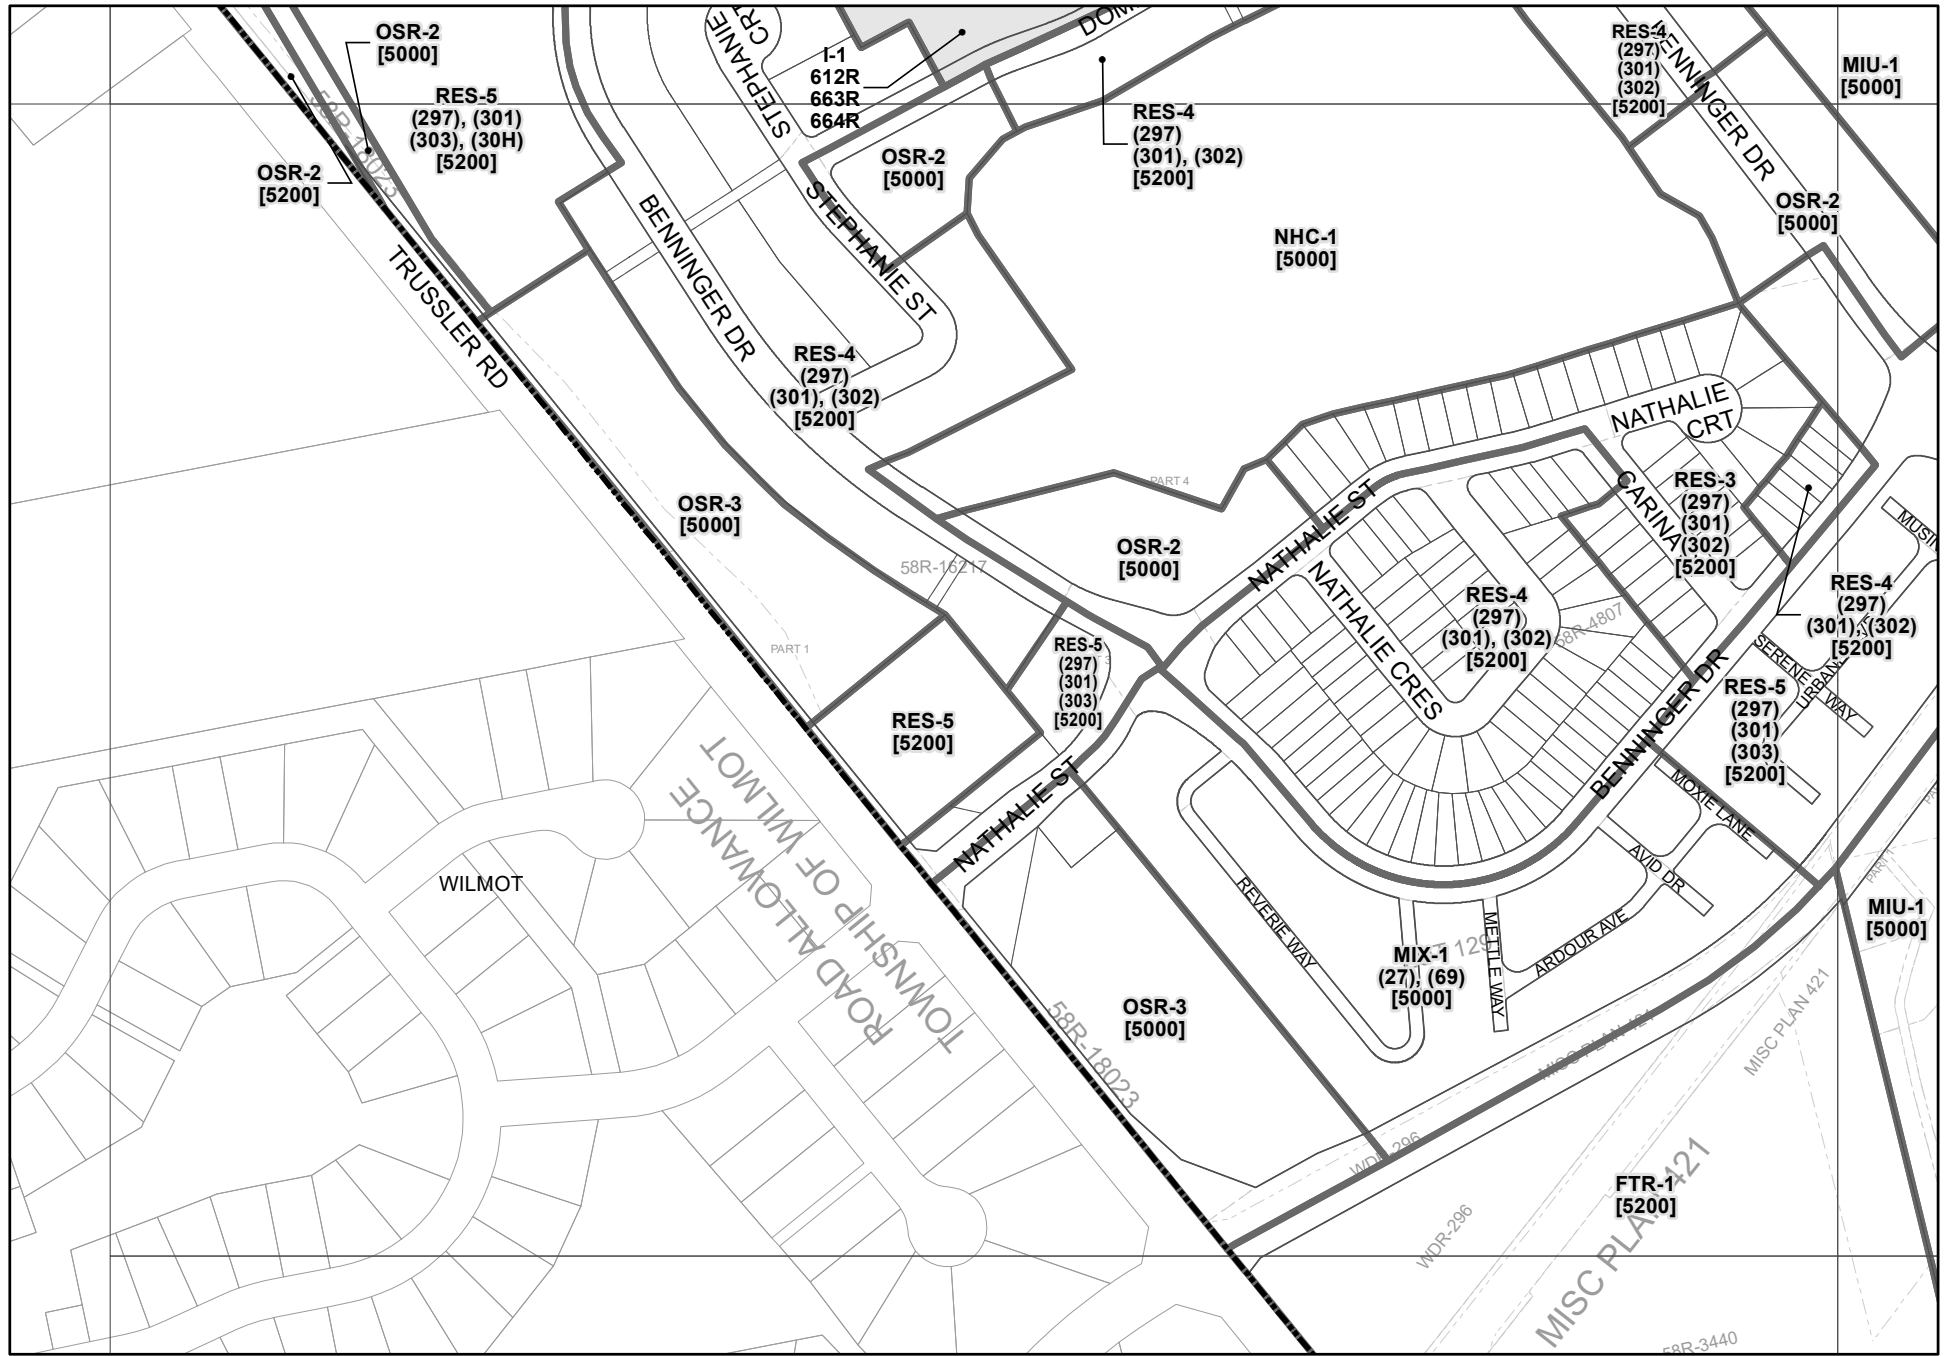 OSR-2
[5000]
RES-5
(297), (301)
(303), (30H)
[5200]
OSR-2
[5200]
58R-18023
TRUSSLER RD
STEPHANIE
CRT
I-1
612R
663R
664R
STEPHANIE ST
OSR-2
[5000]
RES-4
(297)
(301), (302)
[5200]
RES-4
(297)
(301)
(302)
[5200]
BENNINGER DR
MIU-1
[5000]
OSR-2
[5000]
NHC-1
[5000]
BENNINGER DR
RES-4
(297)
(301), (302)
[5200]
NATHALIE
CRT
PART 4
OSR-3
[5000]
58R-16217
OSR-2
[5000]
NATHALIE ST
CARINA
RES-3
(297)
(301)
(302)
[5200]
NATHALIE CRES
RES-4
(297)
(301), (302)
[5200]
58R-4807
RES-4
(297)
(301), (302)
[5200]
SERENE WAY
PART 1
RES-5
(297)
(301)
(303)
[5200]
RES-5
[5200]
NATHALIE ST
BENNINGER DR
RES-5
(297)
(301)
(303)
[5200]
MOXIE LANE
AVID DR
ARDOUR AVE
METTLE WAY
REVERIE WAY
MIX-1
(27), (69)
[5000]
MIU-1
[5000]
WILMOT
ROAD ALLOWANCE
TOWNSHIP OF WILMOT
OSR-3
[5000]
58R-18023
MISC PLAN 421
MISC PLAN 421
WDR-296
WDR-296
FTR-1
[5200]
MISC PLAN 421
58R-3440